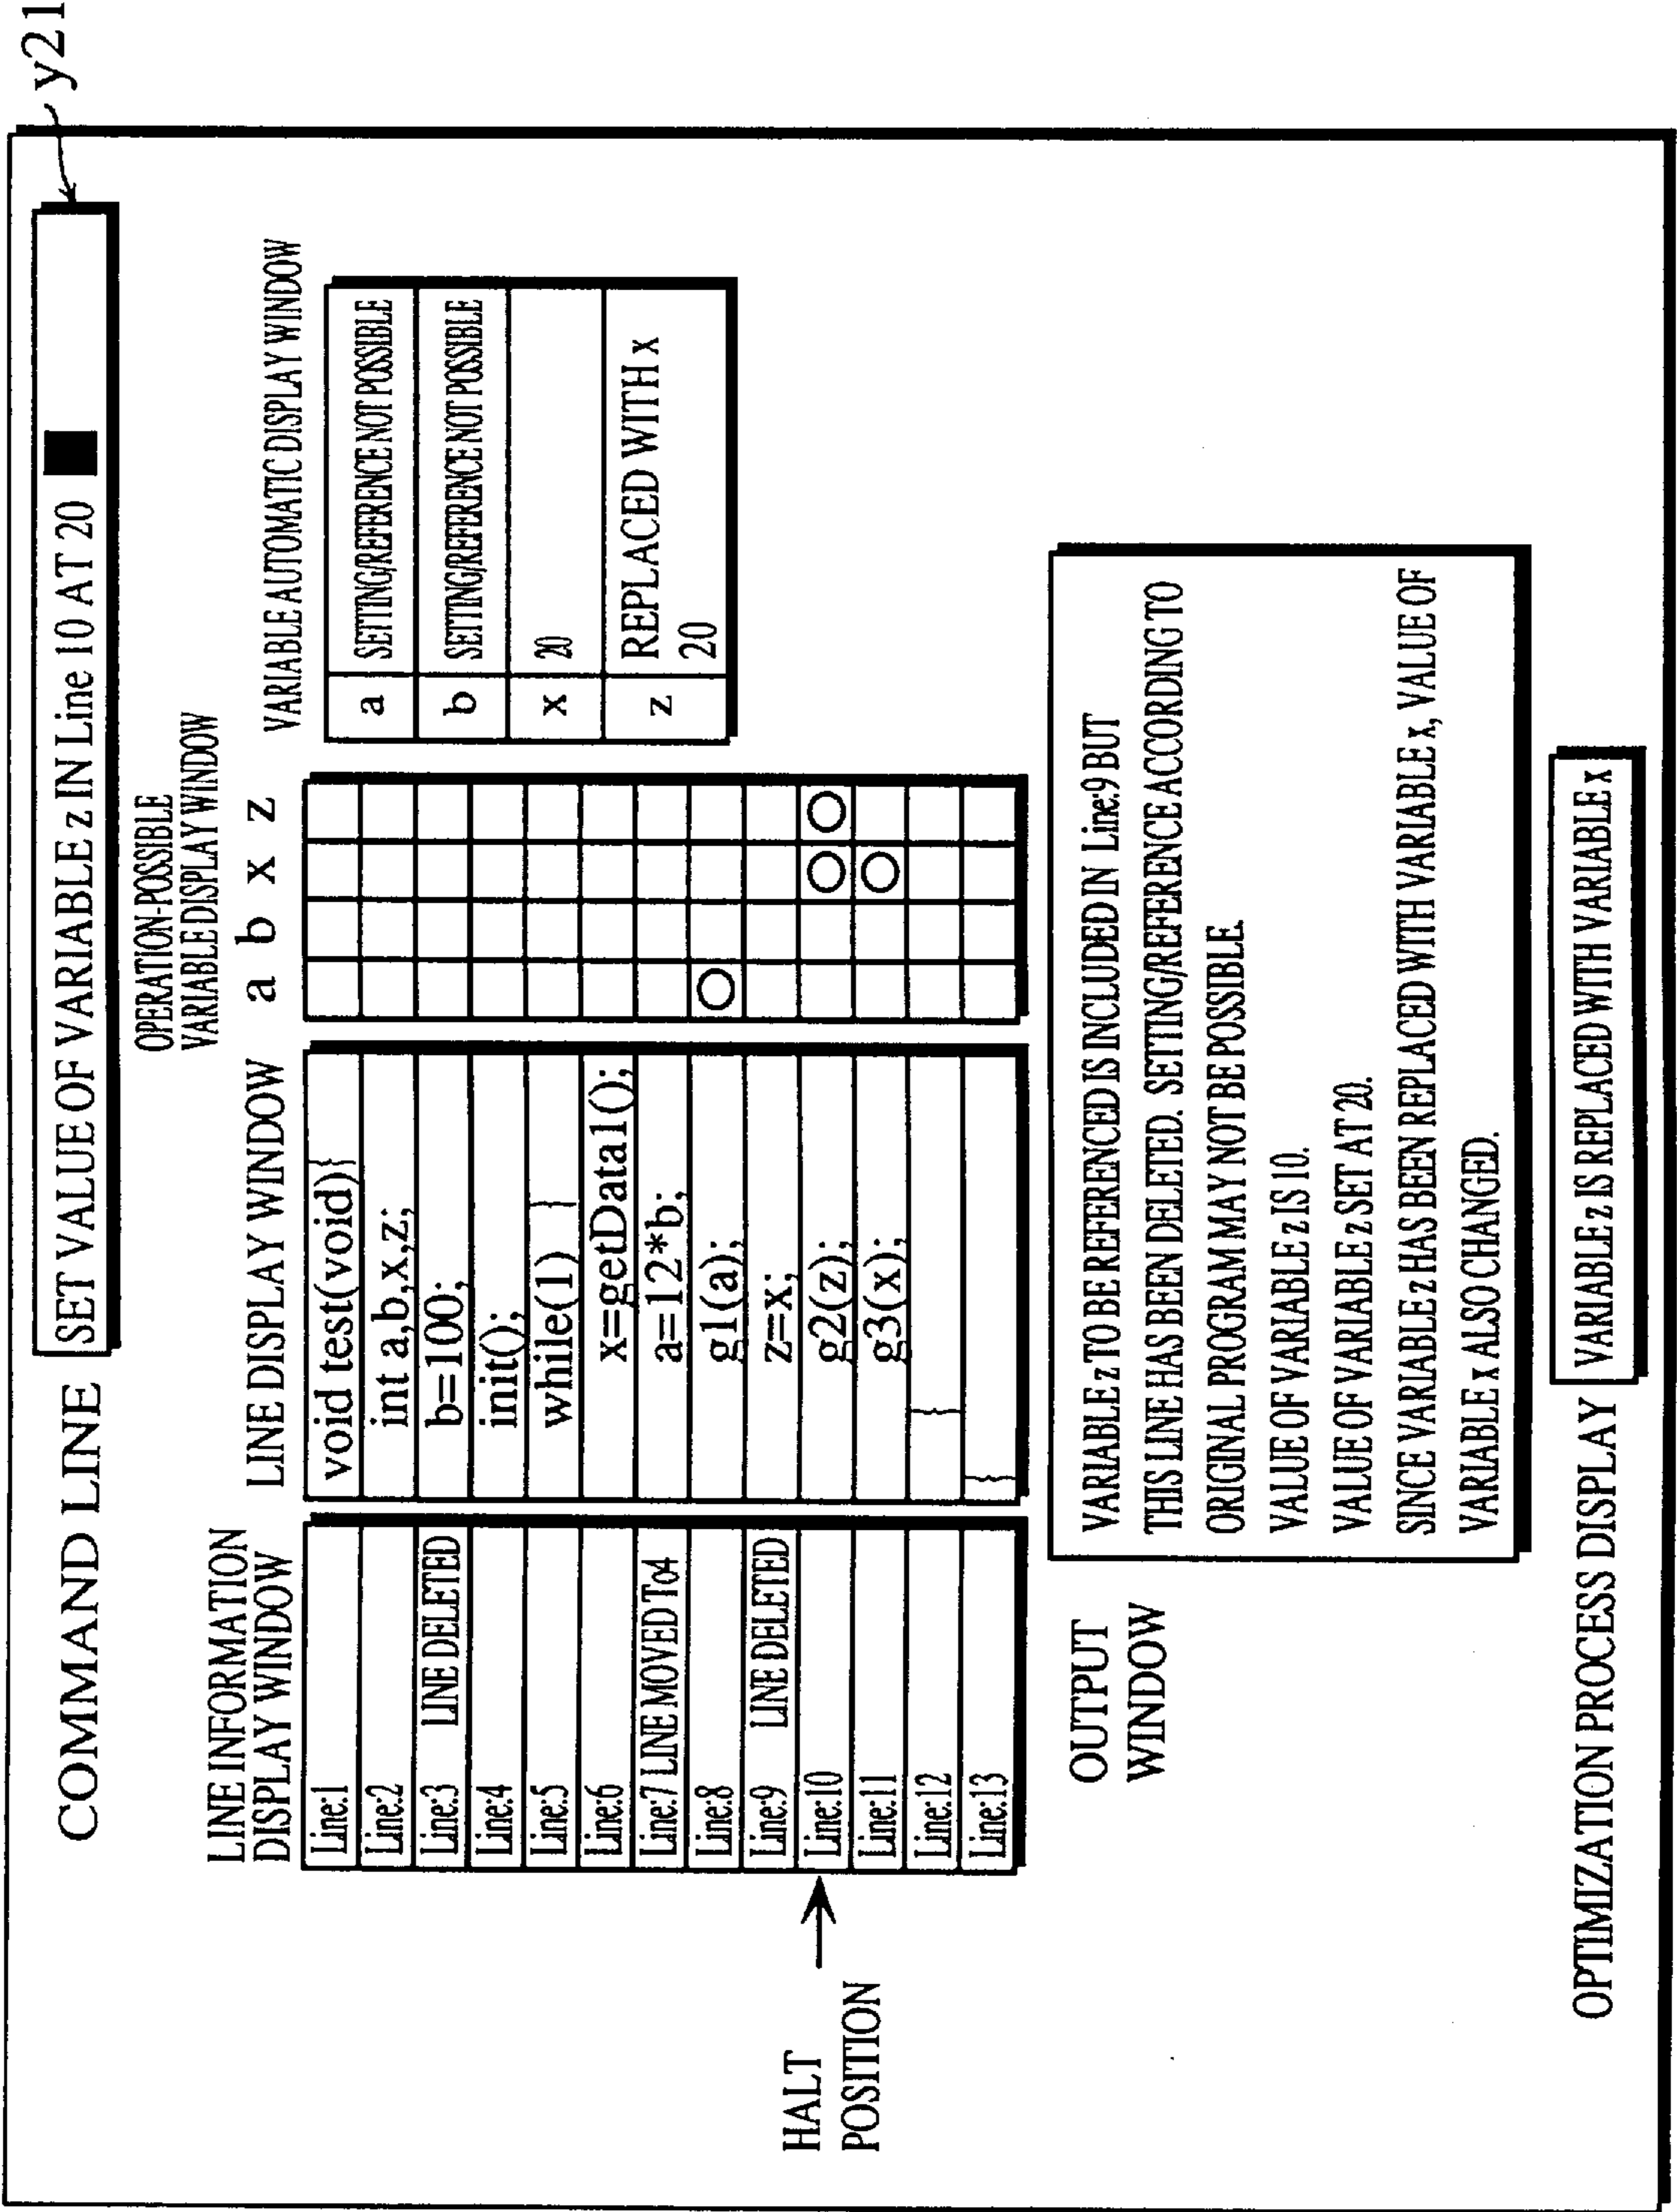 y21
COMMAND LINE
SET VALUE OF VARIABLE z IN Line 10 AT 20
LINE INFORMATION
DISPLAY WINDOW
LINE DISPLAY WINDOW
OPERATION-POSSIBLE
VARIABLE DISPLAY WINDOW
VARIABLE AUTOMATIC DISPLAY WINDOW
a b x z
Line:1 void test(void){
Line:2 int a,b,x,z;
Line:3 LINE DELETED b=100;
Line:4 init();
Line:5 while(1) {
Line:6 x=getData1();
Line:7 LINE MOVED To4 a=12*b;
Line:8 g1(a); ○
Line:9 LINE DELETED z=x;
Line:10 g2(z); ○ ○
Line:11 g3(x); ○
Line:12 }
Line:13 }
a SETTING/REFERENCE NOT POSSIBLE
b SETTING/REFERENCE NOT POSSIBLE
x 20
z REPLACED WITH x
20
HALT
POSITION
OUTPUT
WINDOW
VARIABLE z TO BE REFERENCED IS INCLUDED IN Line:9 BUT
THIS LINE HAS BEEN DELETED. SETTING/REFERENCE ACCORDING TO
ORIGINAL PROGRAM MAY NOT BE POSSIBLE.
VALUE OF VARIABLE z IS 10.
VALUE OF VARIABLE z SET AT 20.
SINCE VARIABLE z HAS BEEN REPLACED WITH VARIABLE x, VALUE OF
VARIABLE x ALSO CHANGED.
OPTIMIZATION PROCESS DISPLAY
VARIABLE z IS REPLACED WITH VARIABLE x